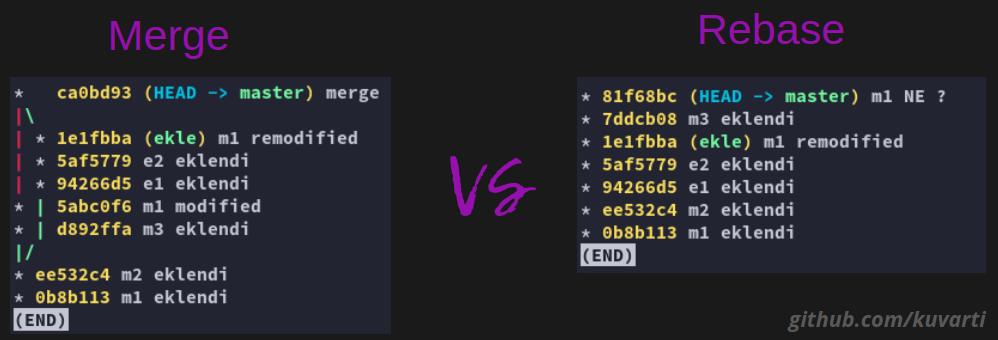 Merge
* ca0bd93 (HEAD -> master) merge
|\
| * 1e1fbba (ekle) m1 remodified
| * 5af5779 e2 eklendi
| * 94266d5 e1 eklendi
* | 5abc0f6 m1 modified
* | d892ffa m3 eklendi
|/
* ee532c4 m2 eklendi
* 0b8b113 m1 eklendi
(END)
VS
Rebase
* 81f68bc (HEAD -> master) m1 NE ?
* 7ddcb08 m3 eklendi
* 1e1fbba (ekle) m1 remodified
* 5af5779 e2 eklendi
* 94266d5 e1 eklendi
* ee532c4 m2 eklendi
* 0b8b113 m1 eklendi
(END)
github.com/kuvarti